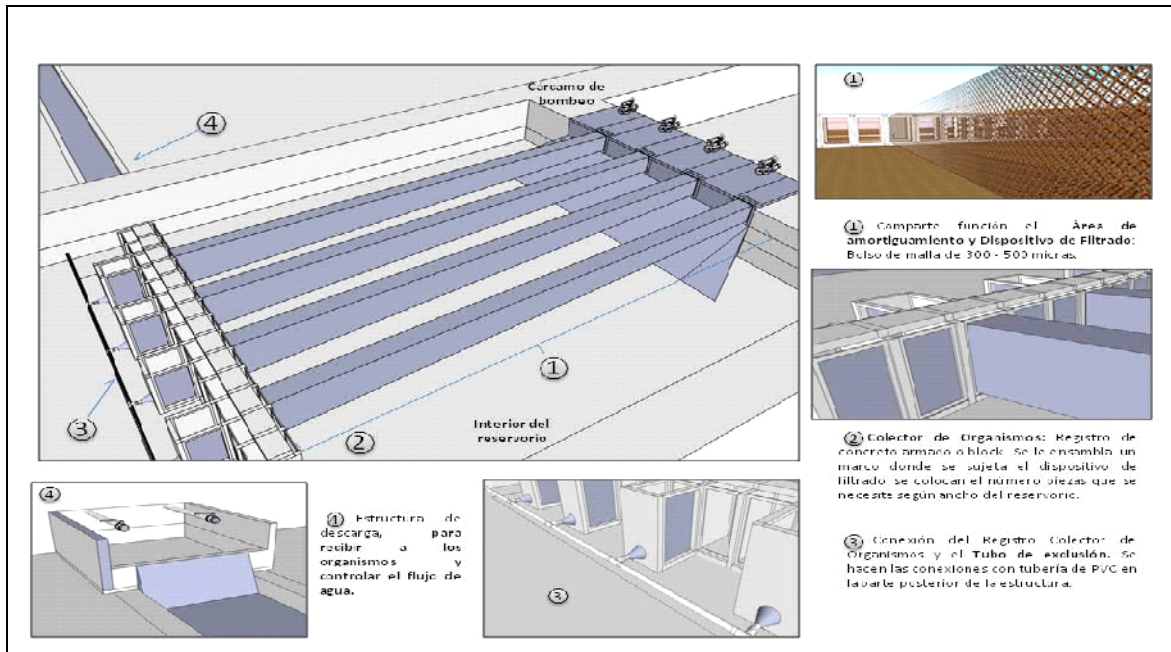 Cárcamo de
bombeo
4
1
3
2
Interior del
reservorio
1
1 Comparte función el Área de
amortiguamiento y Dispositivo de Filtrado:
Bolso de malla de 300 - 500 micras.
2 Colector de Organismos: Registro de
concreto armado o block. Se le ensambla un
marco donde se sujeta el dispositivo de
filtrado, se colocan el número piezas que se
necesite según ancho del reservorio.
3 Conexión del Registro Colector de
Organismos y el Tubo de exclusión. Se
hacen las conexiones con tubería de PVC en
la parte posterior de la estructura.
4
4 Estructura de
descarga, para
recibir a los
organismos y
controlar el flujo de
agua.
3